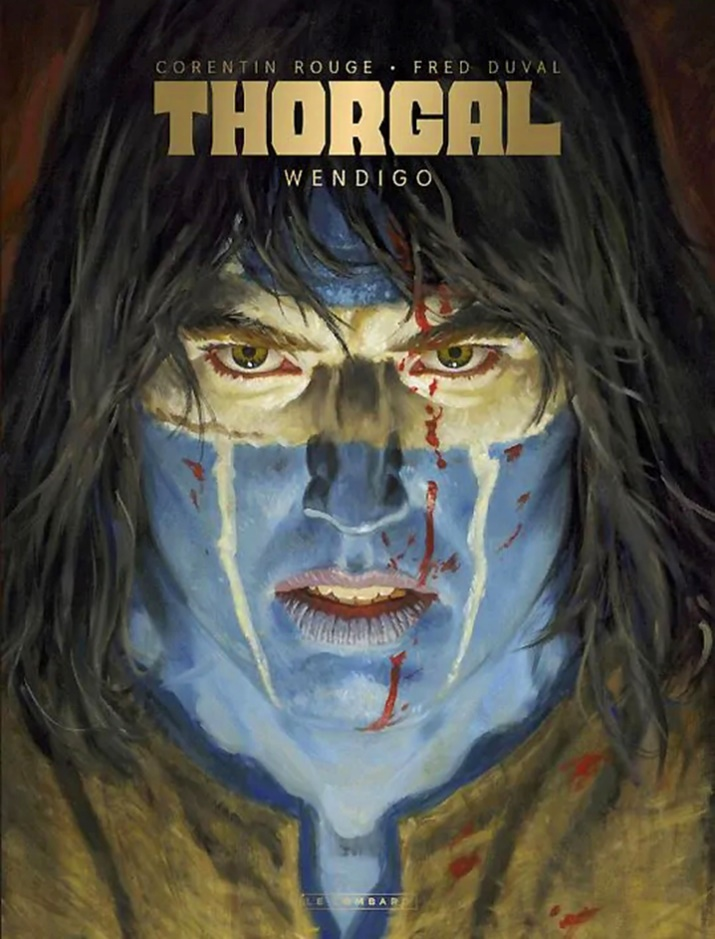 CORENTIN ROUGE • FRED DUVAL
THORGAL
WENDIGO
LE LOMBARD